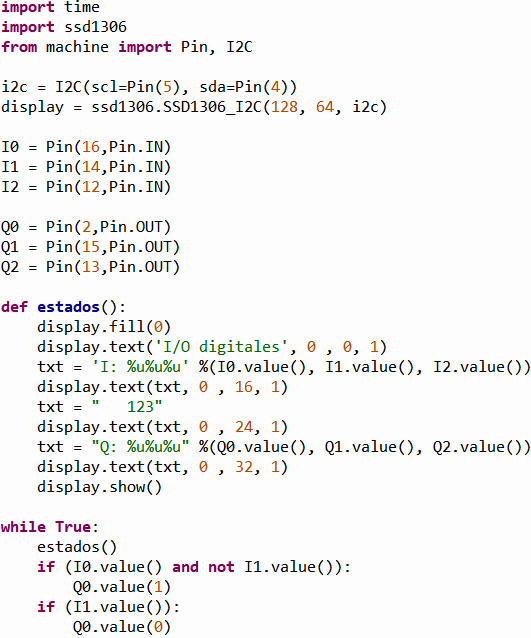 import time
import ssd1306
from machine import Pin, I2C

i2c = I2C(scl=Pin(5), sda=Pin(4))
display = ssd1306.SSD1306_I2C(128, 64, i2c)

I0 = Pin(16,Pin.IN)
I1 = Pin(14,Pin.IN)
I2 = Pin(12,Pin.IN)

Q0 = Pin(2,Pin.OUT)
Q1 = Pin(15,Pin.OUT)
Q2 = Pin(13,Pin.OUT)

def estados():
    display.fill(0)
    display.text('I/O digitales', 0 , 0, 1)
    txt = 'I: %u%u%u' %(I0.value(), I1.value(), I2.value())
    display.text(txt, 0 , 16, 1)
    txt = "   123"
    display.text(txt, 0 , 24, 1)
    txt = "Q: %u%u%u" %(Q0.value(), Q1.value(), Q2.value())
    display.text(txt, 0 , 32, 1)
    display.show()

while True:
    estados()
    if (I0.value() and not I1.value()):
        Q0.value(1)
    if (I1.value()):
        Q0.value(0)